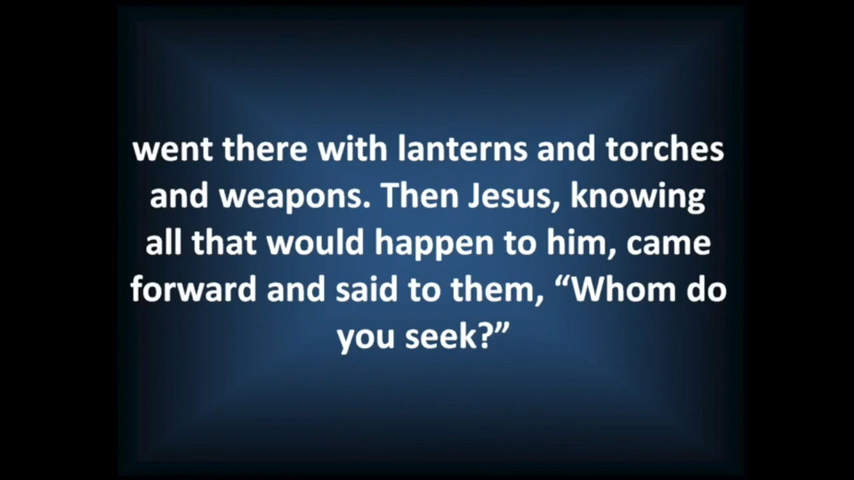 went there with lanterns and torches
and weapons. Then Jesus, knowing
all that would happen to him, came
forward and said to them, “Whom do
you seek?”